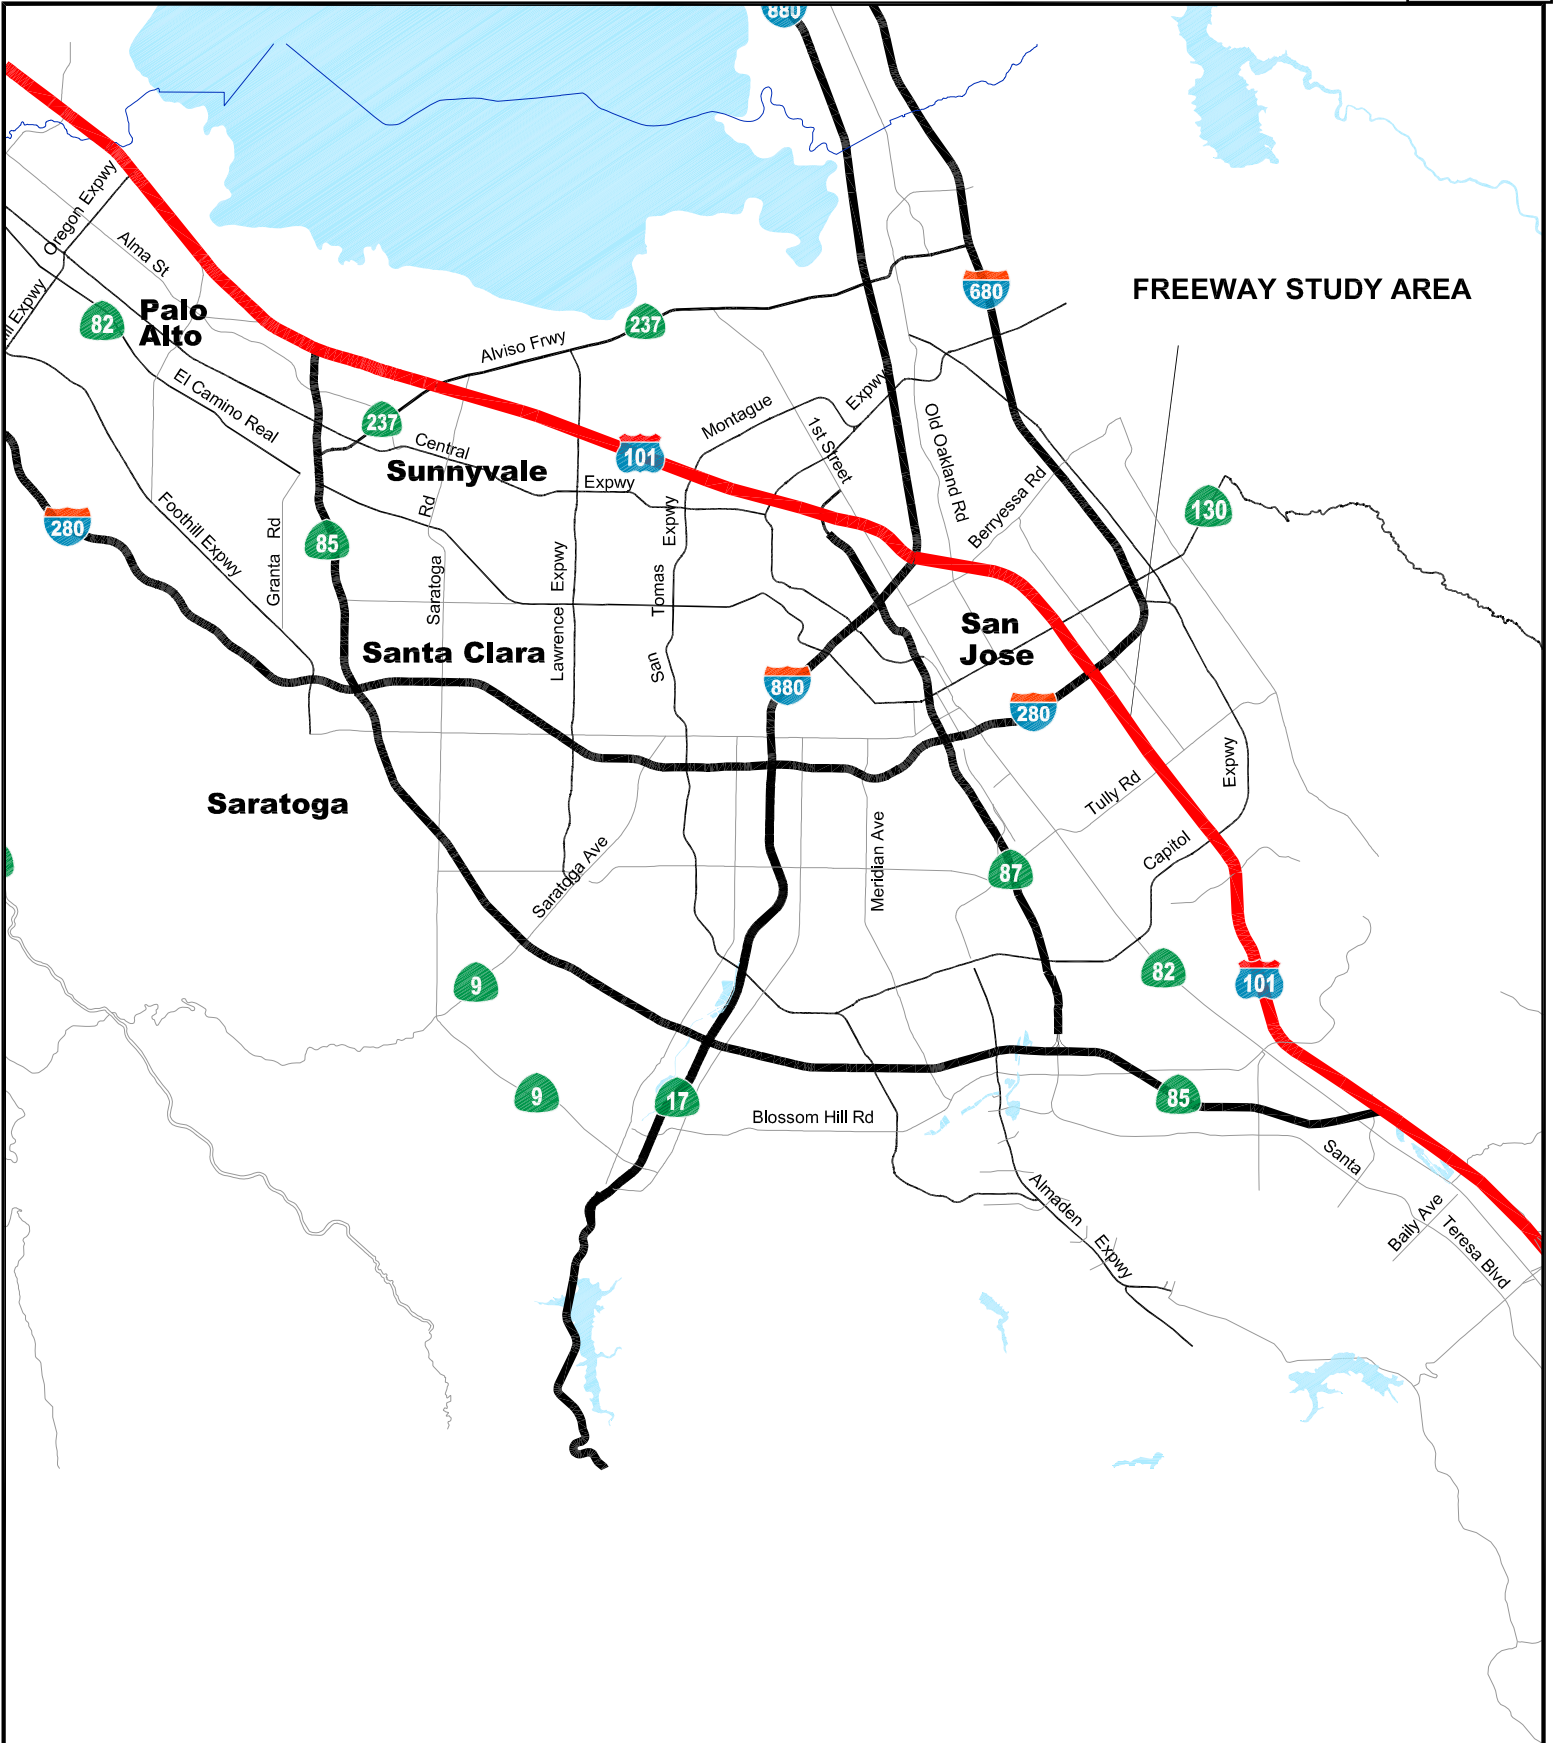 880
Oregon Expwy
Alma St
680
FREEWAY STUDY AREA
ill Expwy
82
Palo
Alto
237
Alviso Frwy
El Camino Real
237
Central
Expwy
Montague
Expwy
1st Street
Old Oakland Rd
101
Sunnyvale
Berryessa Rd
130
280
Foothill Expwy
Granta Rd
85
Saratoga Rd
Lawrence Expwy
San Tomas Expwy
San
Jose
Santa Clara
880
280
Saratoga
Expwy
Tully Rd
Capitol
Meridian Ave
Saratoga Ave
87
9
82
101
9
17
85
Blossom Hill Rd
Santa
Teresa Blvd
Baily Ave
Almaden
Expwy